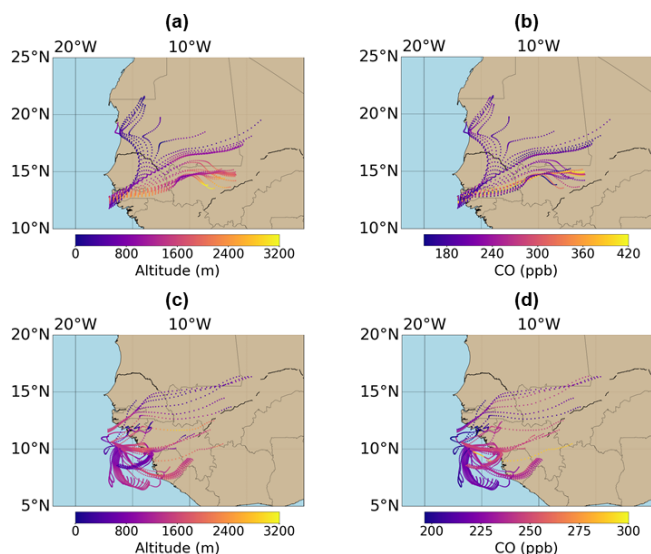 (a) (b)
20°W 10°W 20°W 10°W
25°N 25°N
20°N 20°N
15°N 15°N
10°N 10°N
0 800 1600 2400 3200 180 240 300 360 420
Altitude (m) CO (ppb)
(c) (d)
20°W 10°W 20°W 10°W
20°N 20°N
15°N 15°N
10°N 10°N
5°N 5°N
0 800 1600 2400 3200 200 225 250 275 300
Altitude (m) CO (ppb)